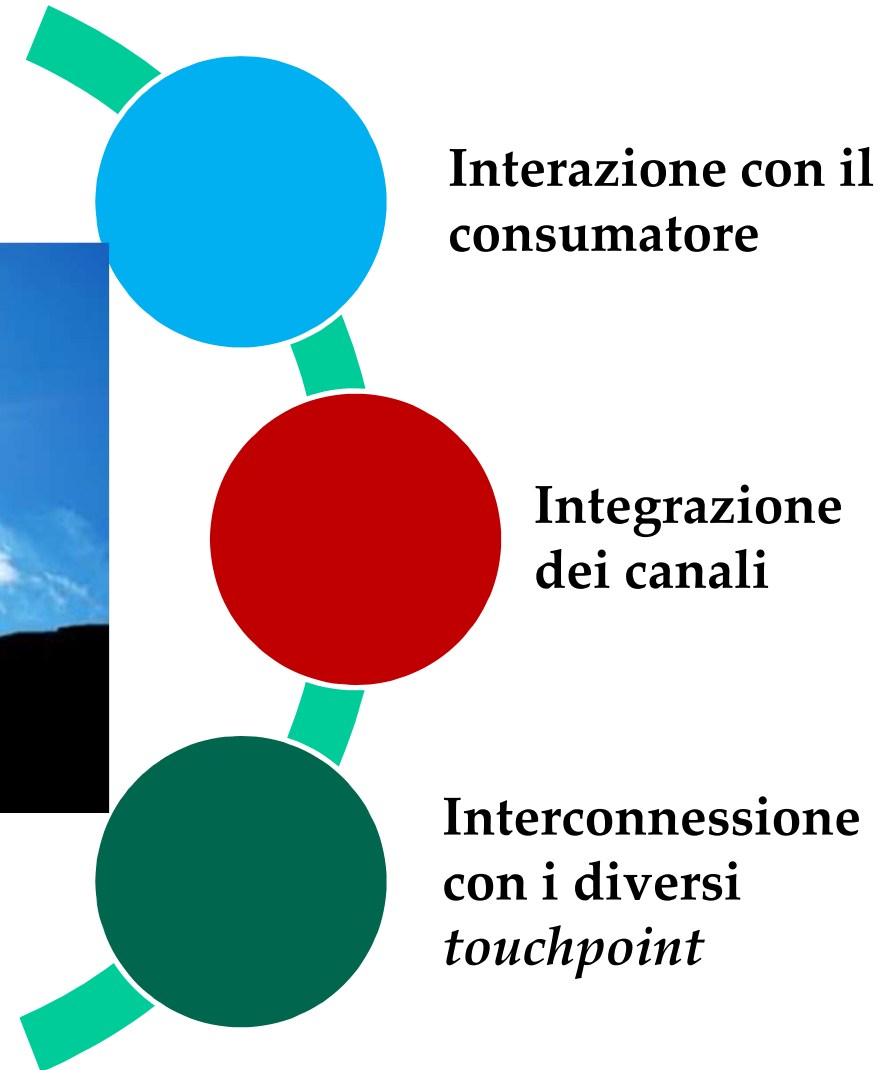 Interazione con il
consumatore
Integrazione
dei canali
Interconnessione
con i diversi
touchpoint